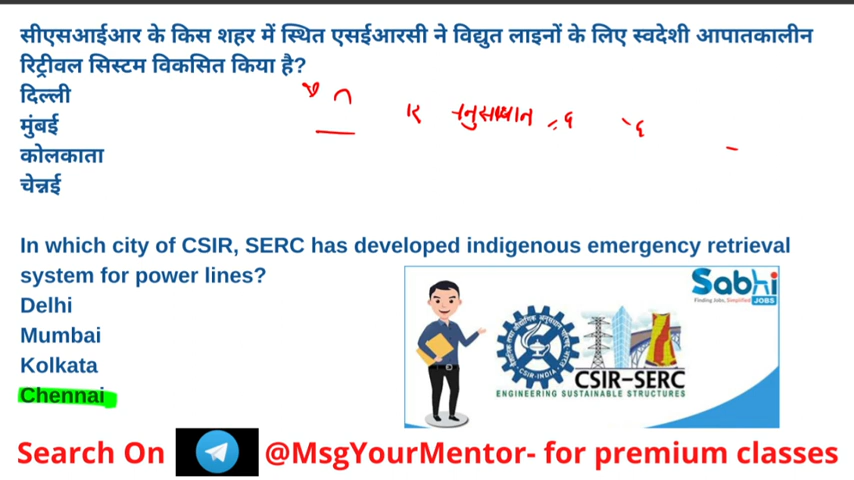 सीएसआईआर के किस शहर में स्थित एसईआरसी ने विद्युत लाइनों के लिए स्वदेशी आपातकालीन
रिट्रीवल सिस्टम विकसित किया है?
दिल्ली
मुंबई
कोलकाता
चेन्नई
In which city of CSIR, SERC has developed indigenous emergency retrieval
system for power lines?
Delhi
Mumbai
Kolkata
Chennai
Sabhi
Finding Jobs, Simplified JOBS
CSIR-INDIA
CSIR-SERC
ENGINEERING SUSTAINABLE STRUCTURES
Search On @MsgYourMentor- for premium classes